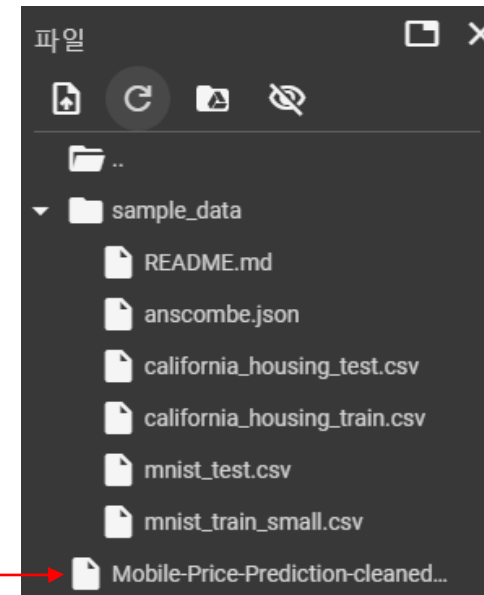 파일
..
sample_data
README.md
anscombe.json
california_housing_test.csv
california_housing_train.csv
mnist_test.csv
mnist_train_small.csv
Mobile-Price-Prediction-cleaned...